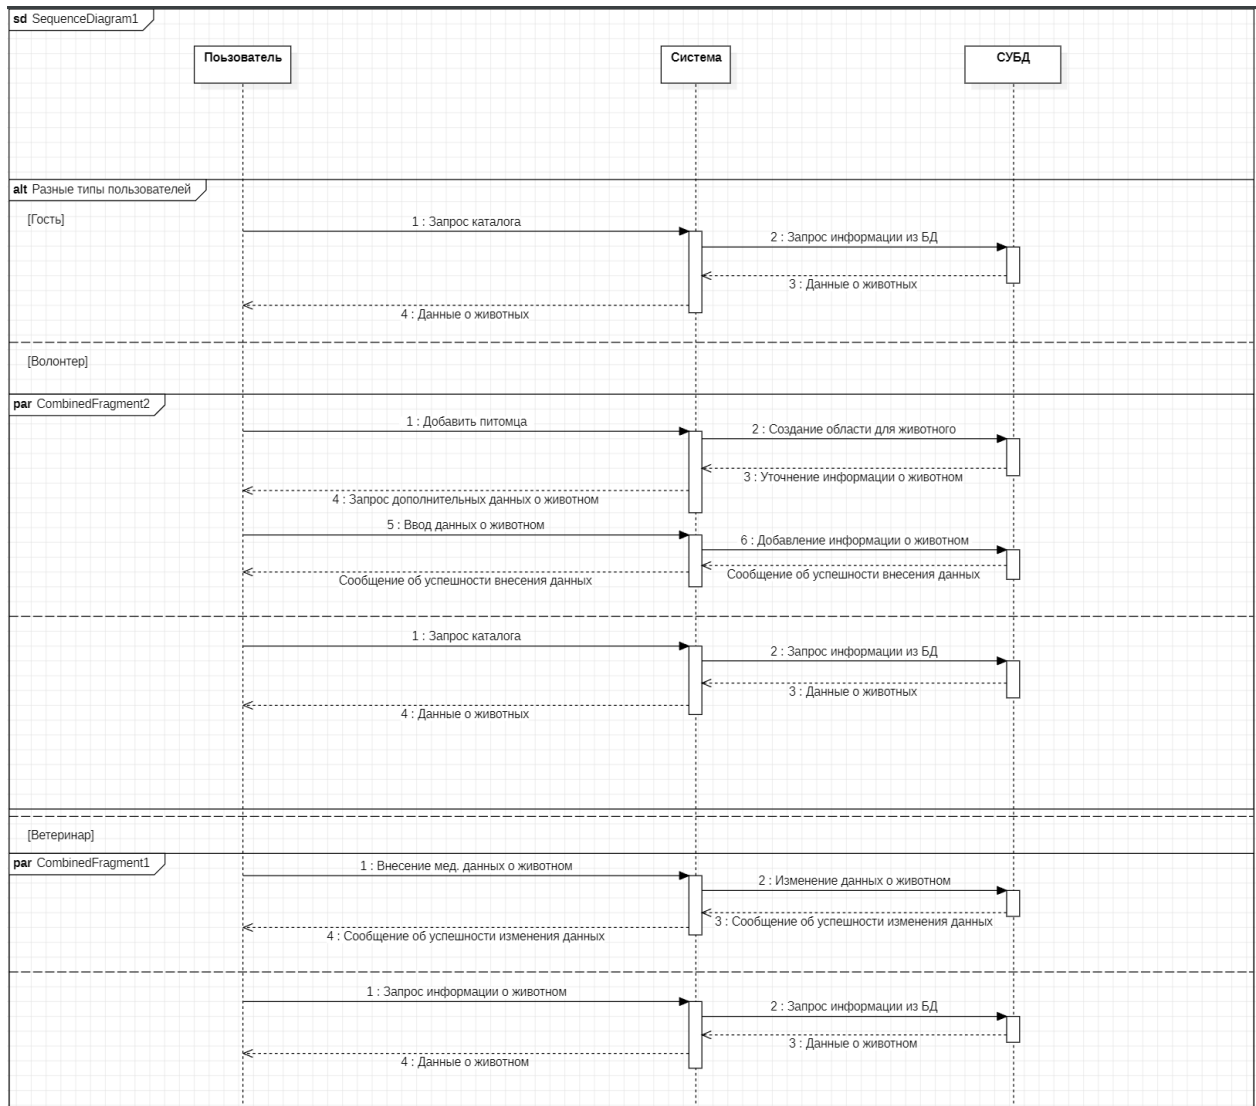 sd SequenceDiagram1
Поьзователь
Система
СУБД
alt Разные типы пользователей
[Гость]
1 : Запрос каталога
2 : Запрос информации из БД
3 : Данные о животных
4 : Данные о животных
[Волонтер]
par CombinedFragment2
1 : Добавить питомца
2 : Создание области для животного
3 : Уточнение информации о животном
4 : Запрос дополнительных данных о животном
5 : Ввод данных о животном
6 : Добавление информации о животном
Сообщение об успешности внесения данных
Сообщение об успешности внесения данных
1 : Запрос каталога
2 : Запрос информации из БД
3 : Данные о животных
4 : Данные о животных
[Ветеринар]
par CombinedFragment1
1 : Внесение мед. данных о животном
2 : Изменение данных о животном
3 : Сообщение об успешности изменения данных
4 : Сообщение об успешности изменения данных
1 : Запрос информации о животном
2 : Запрос информации из БД
3 : Данные о животном
4 : Данные о животном